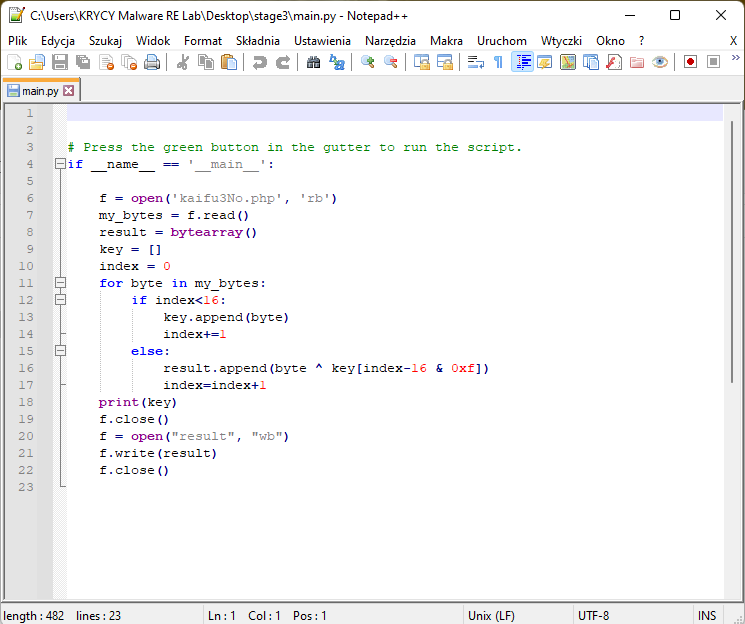 C:\Users\KRYCY Malware RE Lab\Desktop\stage3\main.py - Notepad++
Plik Edycja Szukaj Widok Format Składnia Ustawienia Narzędzia Makra Uruchom Wtyczki Okno ? X
main.py
1
2
3 # Press the green button in the gutter to run the script.
4 if __name__ == '__main__':
5
6 f = open('kaifu3No.php', 'rb')
7 my_bytes = f.read()
8 result = bytearray()
9 key = []
10 index = 0
11 for byte in my_bytes:
12 if index<16:
13 key.append(byte)
14 index+=1
15 else:
16 result.append(byte ^ key[index-16 & 0xf])
17 index=index+1
18 print(key)
19 f.close()
20 f = open("result", "wb")
21 f.write(result)
22 f.close()
23
length : 482 lines : 23 Ln : 1 Col : 1 Pos : 1 Unix (LF) UTF-8 INS